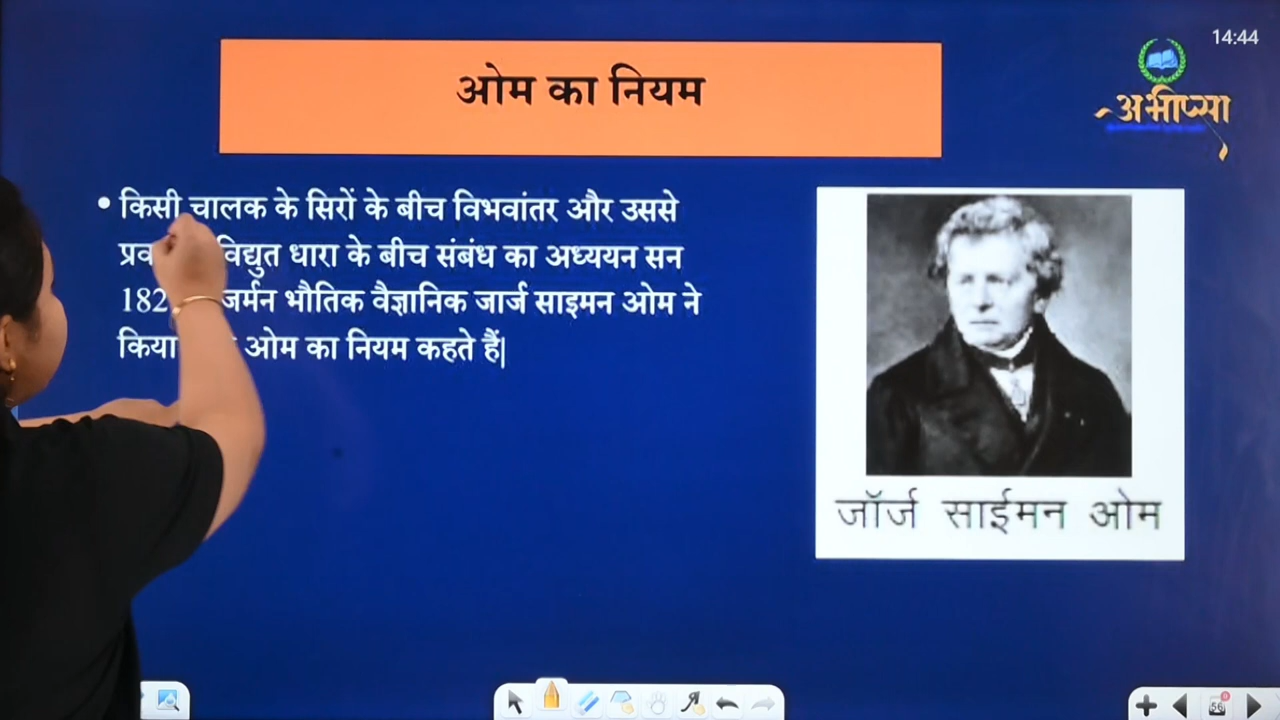 14:44
ओम का नियम
अभीप्सा
• किसी चालक के सिरों के बीच विभवांतर और उससे
विद्युत धारा के बीच संबंध का अध्ययन सन
जर्मन भौतिक वैज्ञानिक जार्ज साइमन ओम ने
किया ओम का नियम कहते हैं|
जॉर्ज साईमन ओम
56